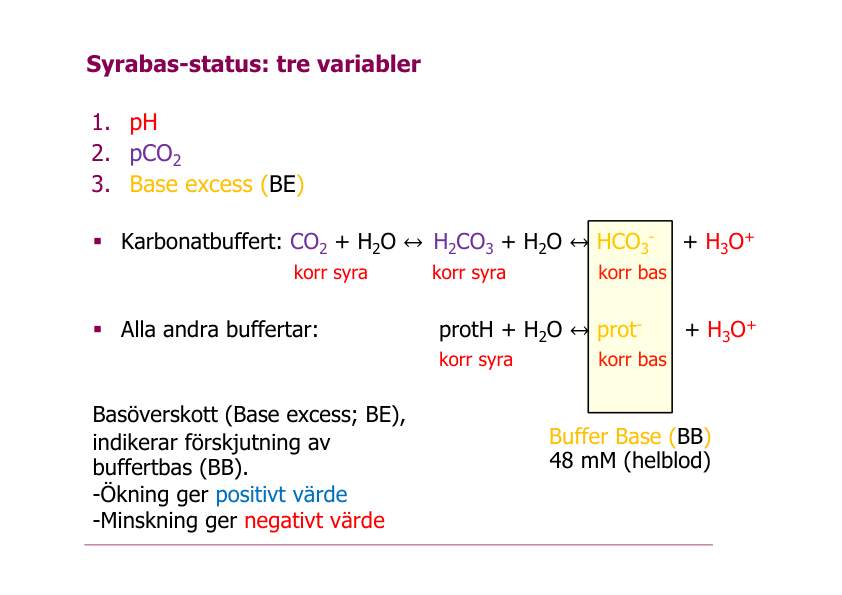 Syrabas-status: tre variabler
1. pH
2. pCO₂
3. Base excess (BE)
▪ Karbonatbuffert: CO₂ + H₂O ↔ H₂CO₃ + H₂O ↔ HCO₃⁻ + H₃O⁺
korr syra korr syra korr bas
▪ Alla andra buffertar: protH + H₂O ↔ prot⁻ + H₃O⁺
korr syra korr bas
Basöverskott (Base excess; BE),
indikerar förskjutning av
buffertbas (BB).
-Ökning ger positivt värde
-Minskning ger negativt värde
Buffer Base (BB)
48 mM (helblod)